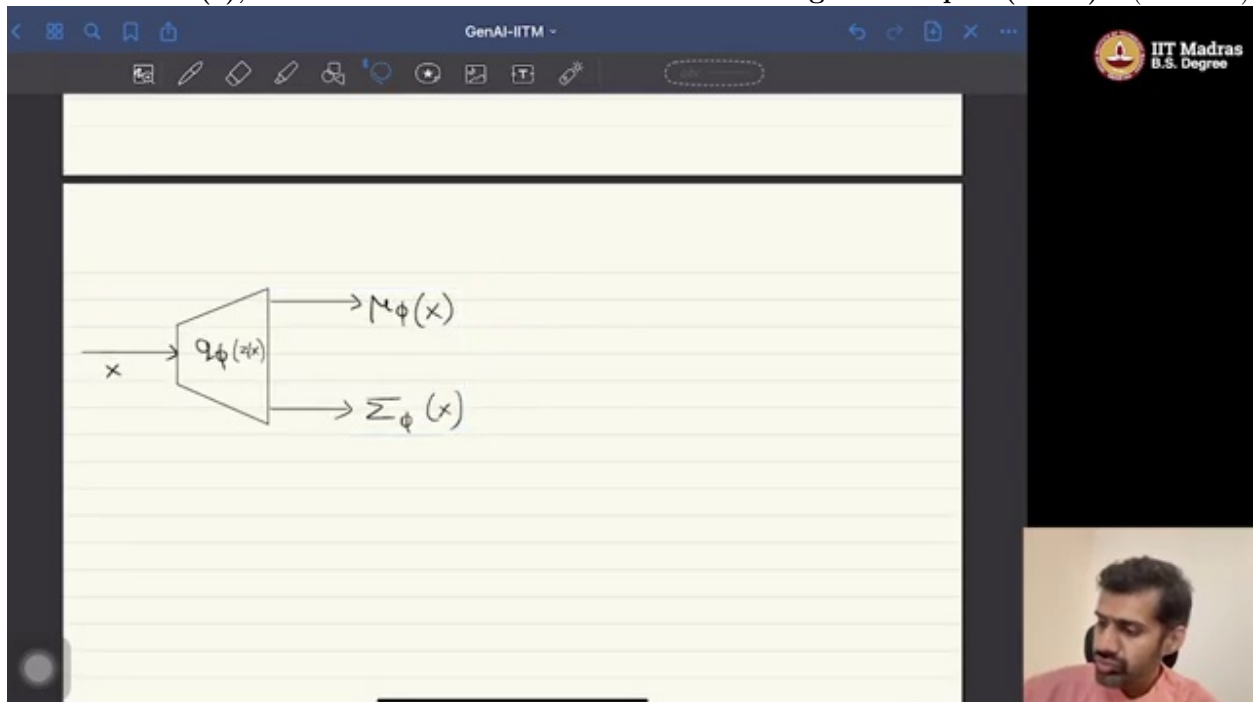 GenAI-IITM
IIT Madras
B.S. Degree
μϕ(x)
x
qϕ(z|x)
Σϕ(x)